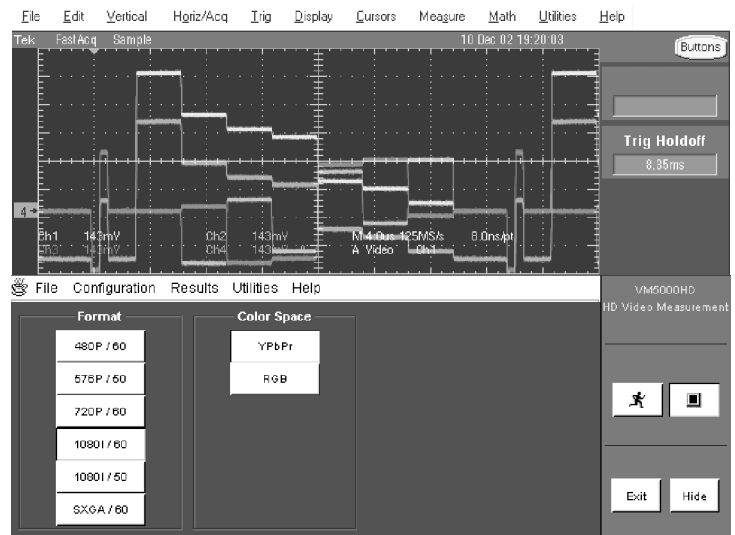 File Edit Vertical Horiz/Acq Trig Display Cursors Measure Math Utilities Help
Tek FastAcq Sample 10 Dec 02 19:20:03
Buttons
Trig Holdoff
8.35ms
4
Ch1 143mV Ch2 143mV M 4.0us 125MS/s 8.0ns/pt
Ch4 A Video Ch1
File Configuration Results Utilities Help
VM5000HD
HD Video Measurement
Format
480P / 60
576P / 50
720P / 60
1080I / 60
1080I / 50
SXGA / 60
Color Space
YPbPr
RGB
Exit Hide